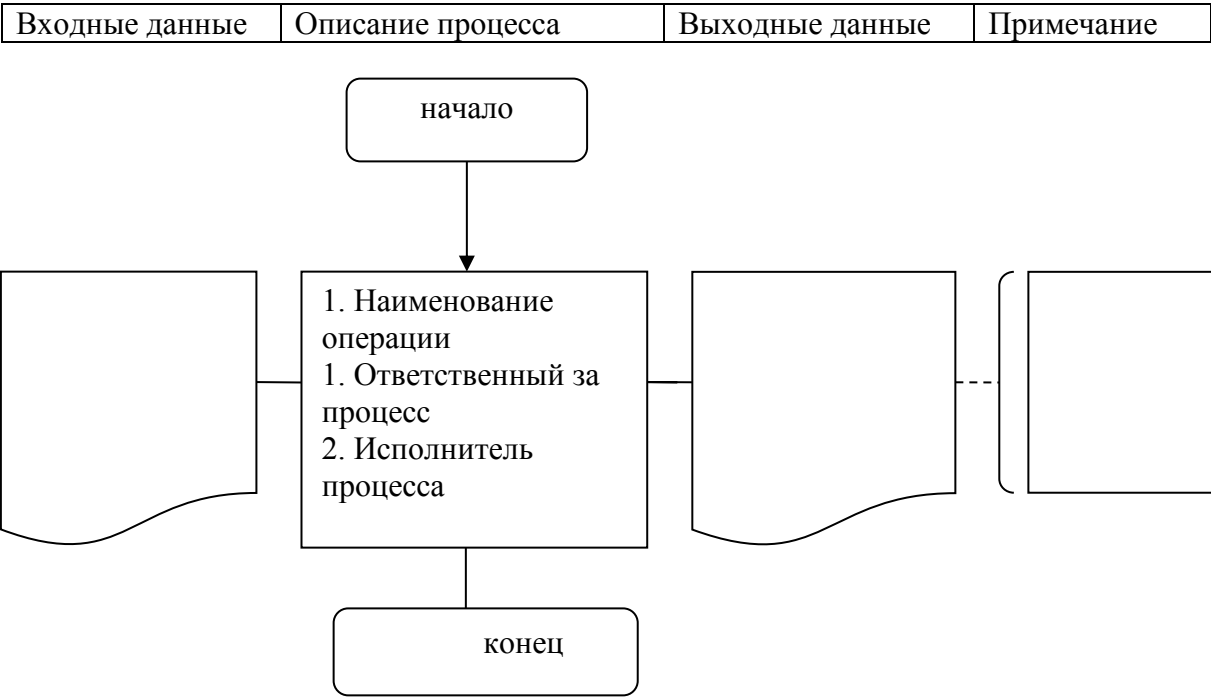 Входные данные Описание процесса Выходные данные Примечание
начало
1. Наименование
операции
1. Ответственный за
процесс
2. Исполнитель
процесса
конец